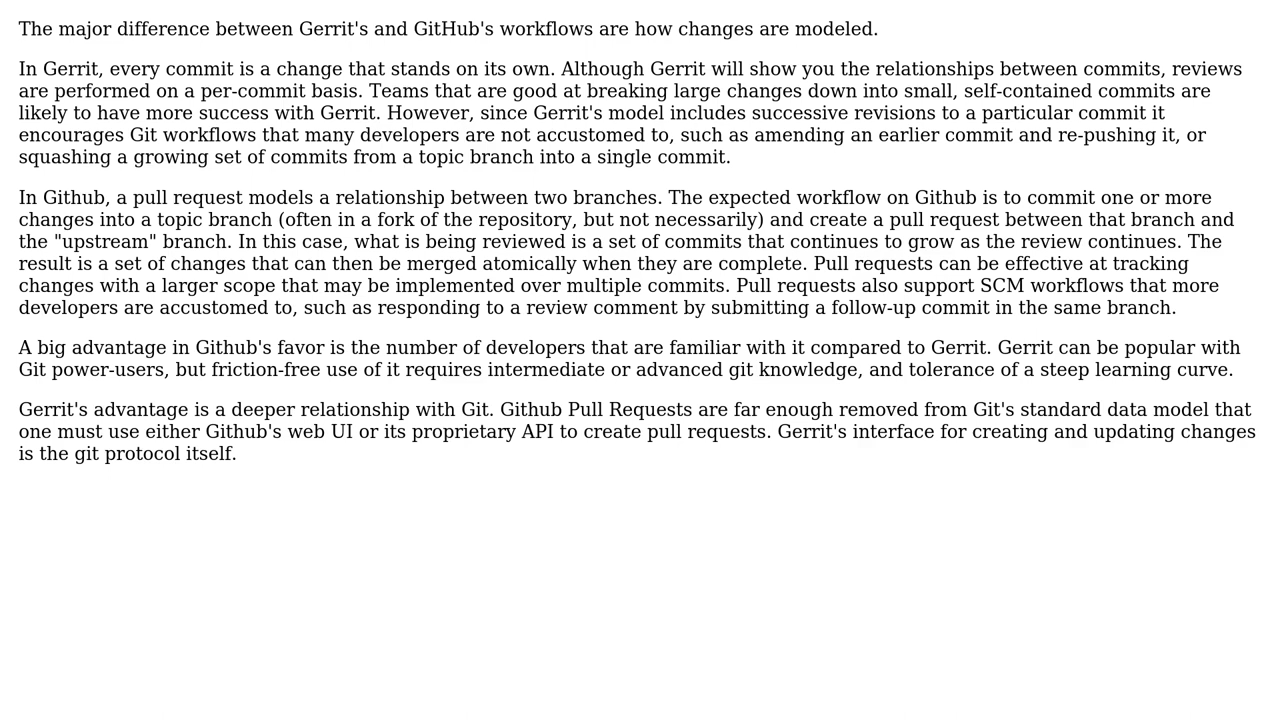 The major difference between Gerrit's and GitHub's workflows are how changes are modeled.
In Gerrit, every commit is a change that stands on its own. Although Gerrit will show you the relationships between commits, reviews
are performed on a per-commit basis. Teams that are good at breaking large changes down into small, self-contained commits are
likely to have more success with Gerrit. However, since Gerrit's model includes successive revisions to a particular commit it
encourages Git workflows that many developers are not accustomed to, such as amending an earlier commit and re-pushing it, or
squashing a growing set of commits from a topic branch into a single commit.
In Github, a pull request models a relationship between two branches. The expected workflow on Github is to commit one or more
changes into a topic branch (often in a fork of the repository, but not necessarily) and create a pull request between that branch and
the "upstream" branch. In this case, what is being reviewed is a set of commits that continues to grow as the review continues. The
result is a set of changes that can then be merged atomically when they are complete. Pull requests can be effective at tracking
changes with a larger scope that may be implemented over multiple commits. Pull requests also support SCM workflows that more
developers are accustomed to, such as responding to a review comment by submitting a follow-up commit in the same branch.
A big advantage in Github's favor is the number of developers that are familiar with it compared to Gerrit. Gerrit can be popular with
Git power-users, but friction-free use of it requires intermediate or advanced git knowledge, and tolerance of a steep learning curve.
Gerrit's advantage is a deeper relationship with Git. Github Pull Requests are far enough removed from Git's standard data model that
one must use either Github's web UI or its proprietary API to create pull requests. Gerrit's interface for creating and updating changes
is the git protocol itself.